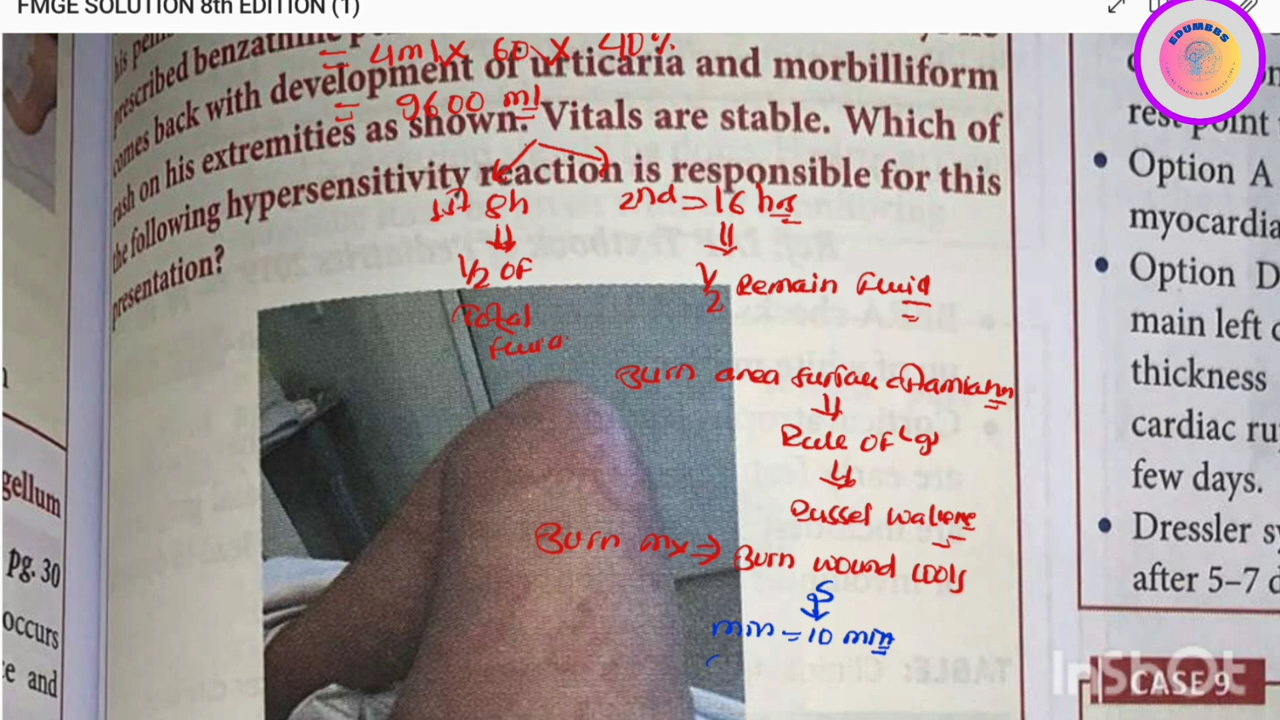 FMGE SOLUTION 8th EDITION (1)
EDUMBBS
his
prescribed benzathine
= 4ml x 60 x 40%
comes back with development of urticaria and morbilliform
= 9600 ml
rash on his extremities as shown. Vitals are stable. Which of
the following hypersensitivity reaction is responsible for this
presentation?
1st 8h
2nd => 16 hrs
1/2 of
Total
1/2 Remain Fluid
Burn area surface
Rule of '9'
Russel
Burn mx => Burn wound cools
min = 10 min
gellum
pg. 30
occurs
e and
rest point
Option A
myocardia
Option D
main left
thickness
cardiac ru
few days.
Dressler sy
after 5–7 d
TABLE:
CASE 9
InShOt